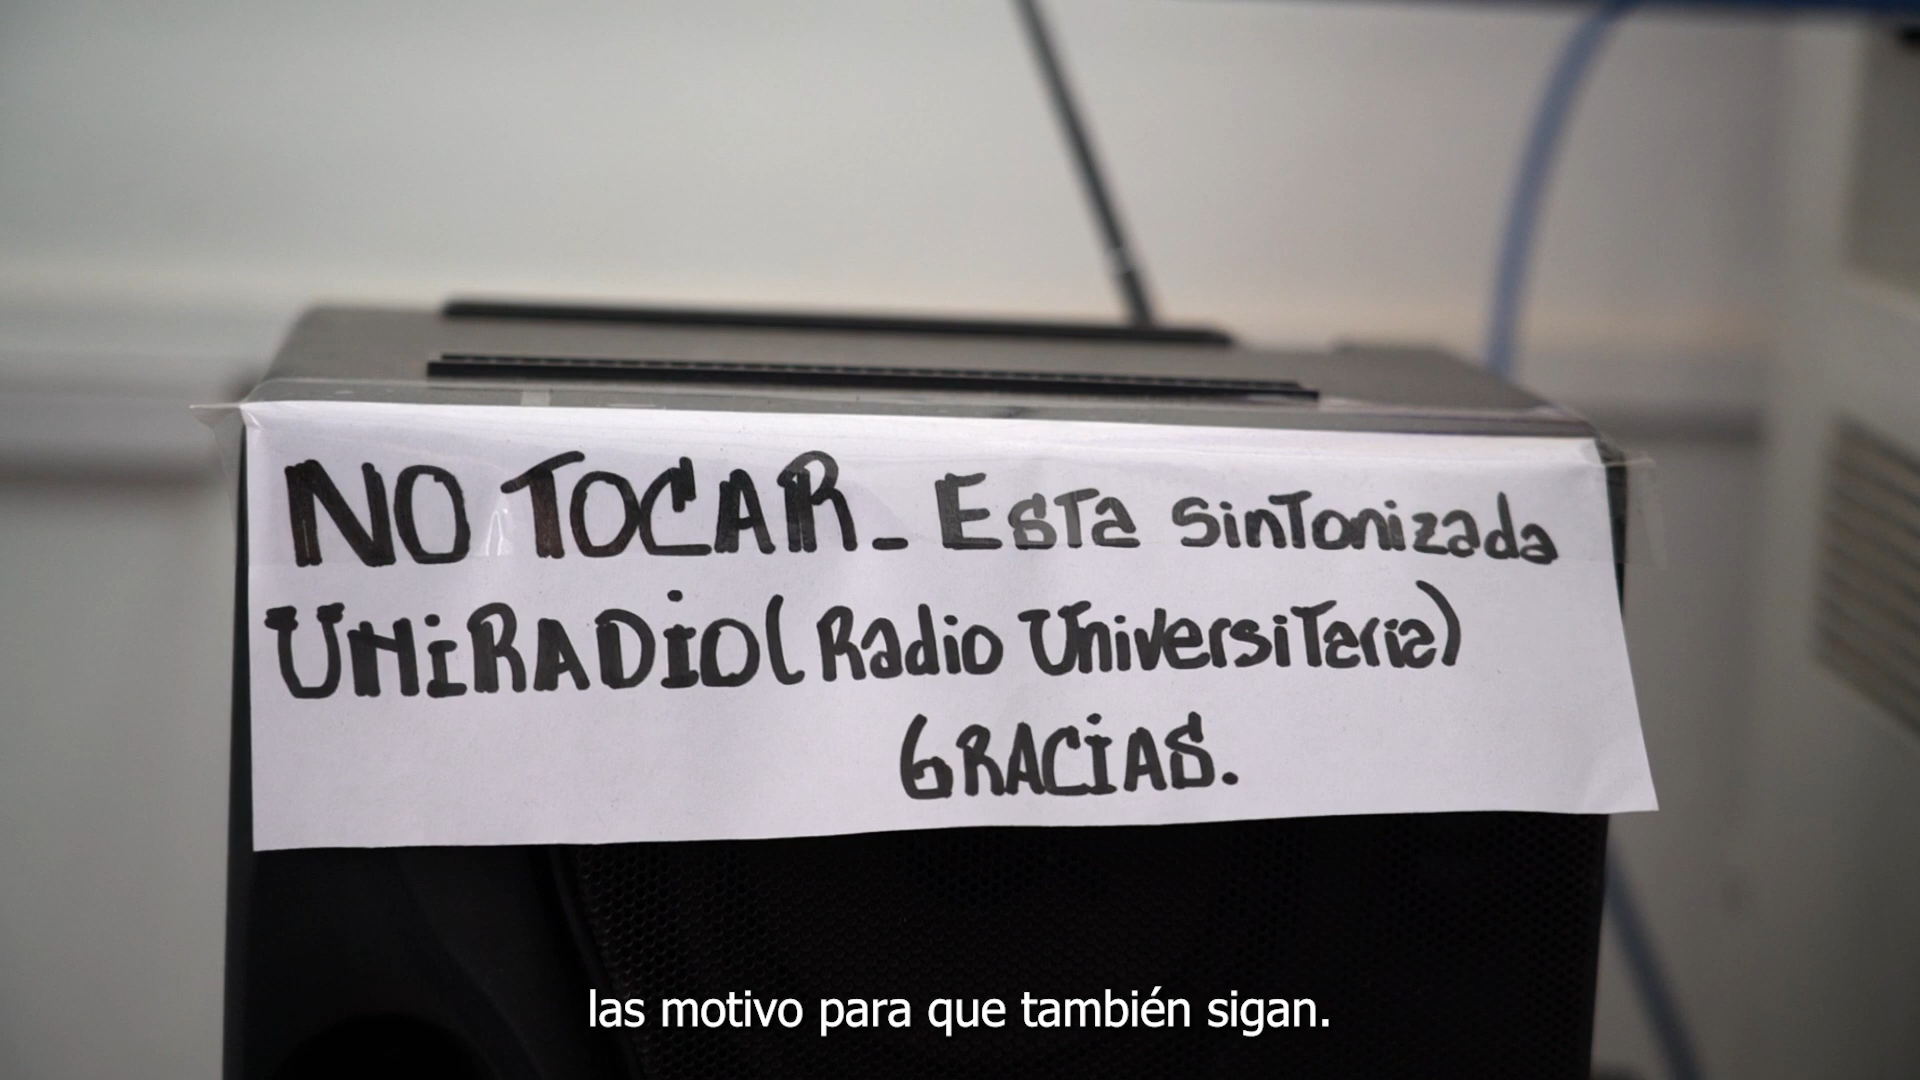 NO TOCAR_ Esta sintonizada
UNiRADIO (Radio Universitaria)
GRACIAS.
las motivo para que también sigan.